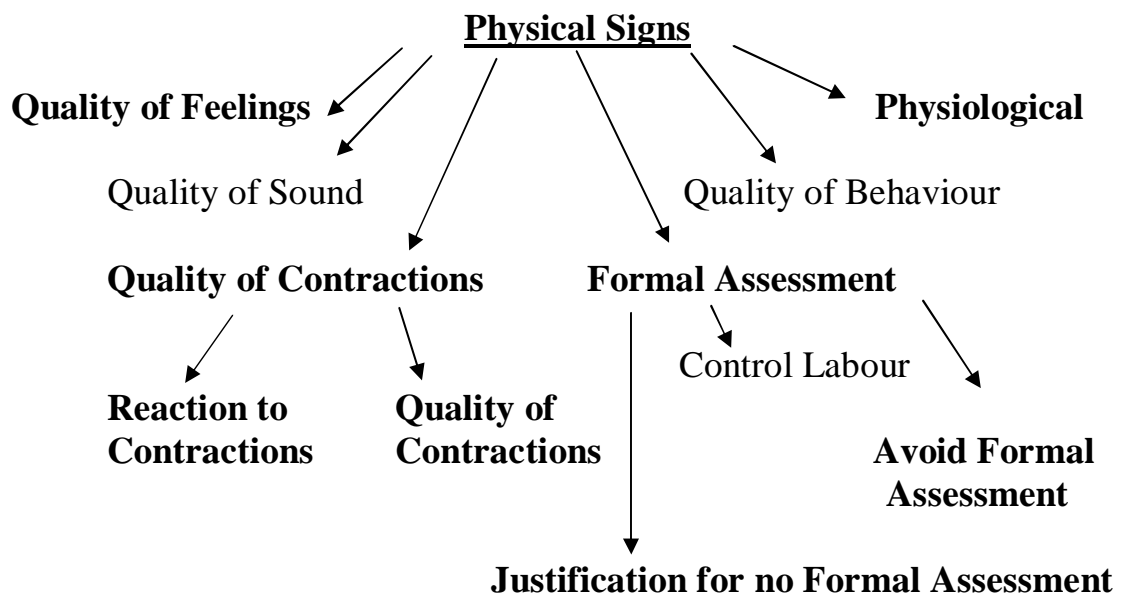 Physical Signs
Quality of Feelings
Physiological
Quality of Sound
Quality of Behaviour
Quality of Contractions
Formal Assessment
Control Labour
Reaction to
Contractions
Quality of
Contractions
Avoid Formal
Assessment
Justification for no Formal Assessment